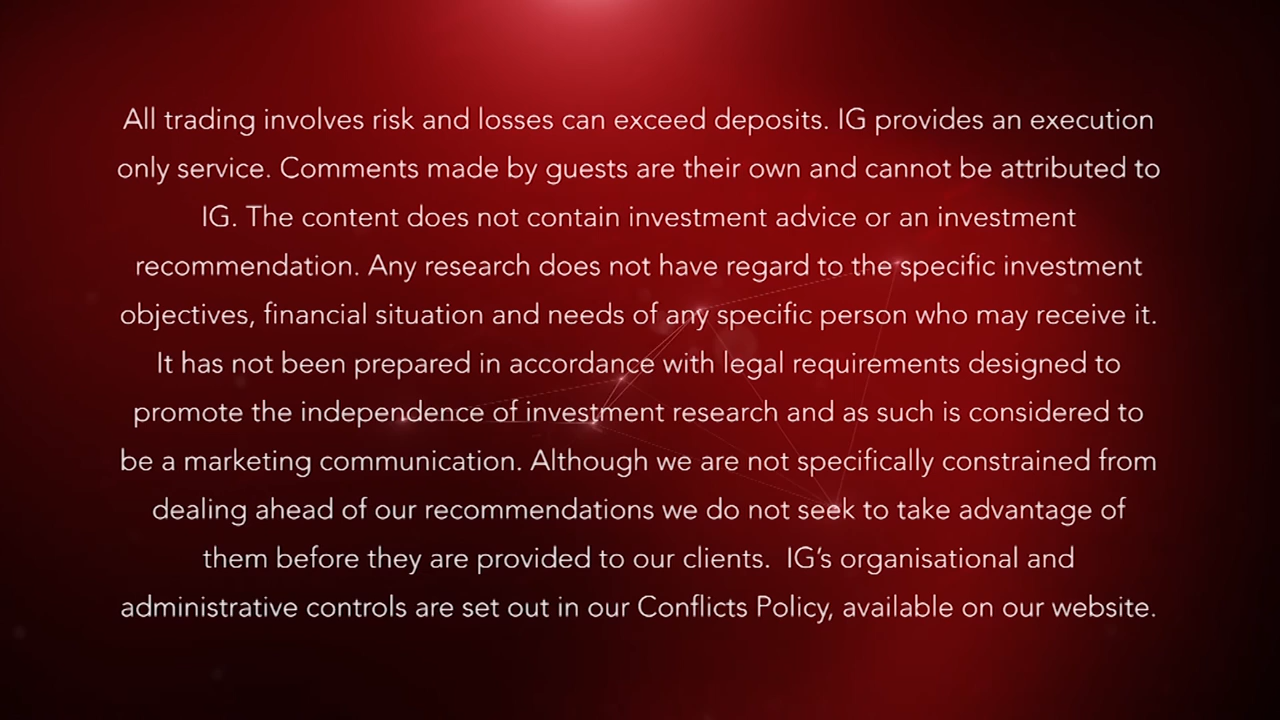 All trading involves risk and losses can exceed deposits. IG provides an execution
only service. Comments made by guests are their own and cannot be attributed to
IG. The content does not contain investment advice or an investment
recommendation. Any research does not have regard to the specific investment
objectives, financial situation and needs of any specific person who may receive it.
It has not been prepared in accordance with legal requirements designed to
promote the independence of investment research and as such is considered to
be a marketing communication. Although we are not specifically constrained from
dealing ahead of our recommendations we do not seek to take advantage of
them before they are provided to our clients.  IG’s organisational and
administrative controls are set out in our Conflicts Policy, available on our website.